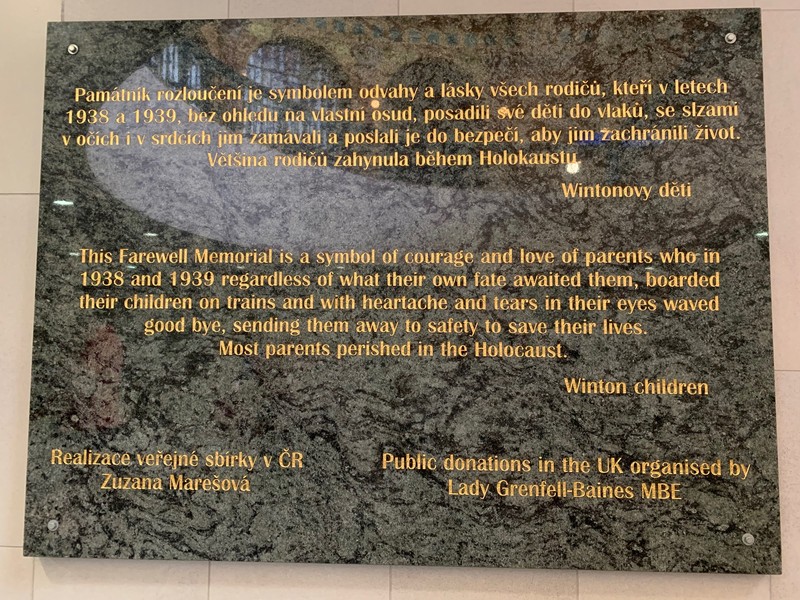 Památník rozloučení je symbolem odvahy a lásky všech rodičů, kteří v letech
1938 a 1939, bez ohledu na vlastní osud, posadili své děti do vlaků, se slzami
v očích i v srdcích jim zamávali a poslali je do bezpečí, aby jim zachránili život.
Většina rodičů zahynula během Holokaustu.
Wintonovy děti
This Farewell Memorial is a symbol of courage and love of parents who in
1938 and 1939 regardless of what their own fate awaited them, boarded
their children on trains and with heartache and tears in their eyes waved
good bye, sending them away to safety to save their lives.
Most parents perished in the Holocaust.
Winton children
Realizace veřejné sbírky v ČR
Zuzana Marešová
Public donations in the UK organised by
Lady Grenfell-Baines MBE